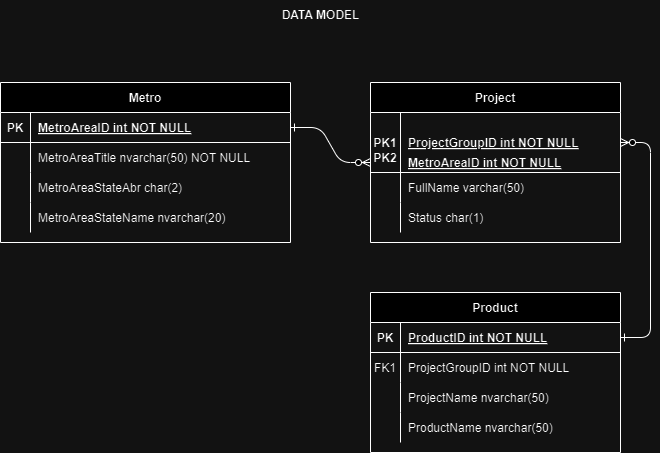 DATA MODEL
Metro
PK MetroAreaID int NOT NULL
MetroAreaTitle nvarchar(50) NOT NULL
MetroAreaStateAbr char(2)
MetroAreaStateName nvarchar(20)
Project
PK1 ProjectGroupID int NOT NULL
PK2 MetroAreaID int NOT NULL
FullName varchar(50)
Status char(1)
Product
PK ProductID int NOT NULL
FK1 ProjectGroupID int NOT NULL
ProjectName nvarchar(50)
ProductName nvarchar(50)